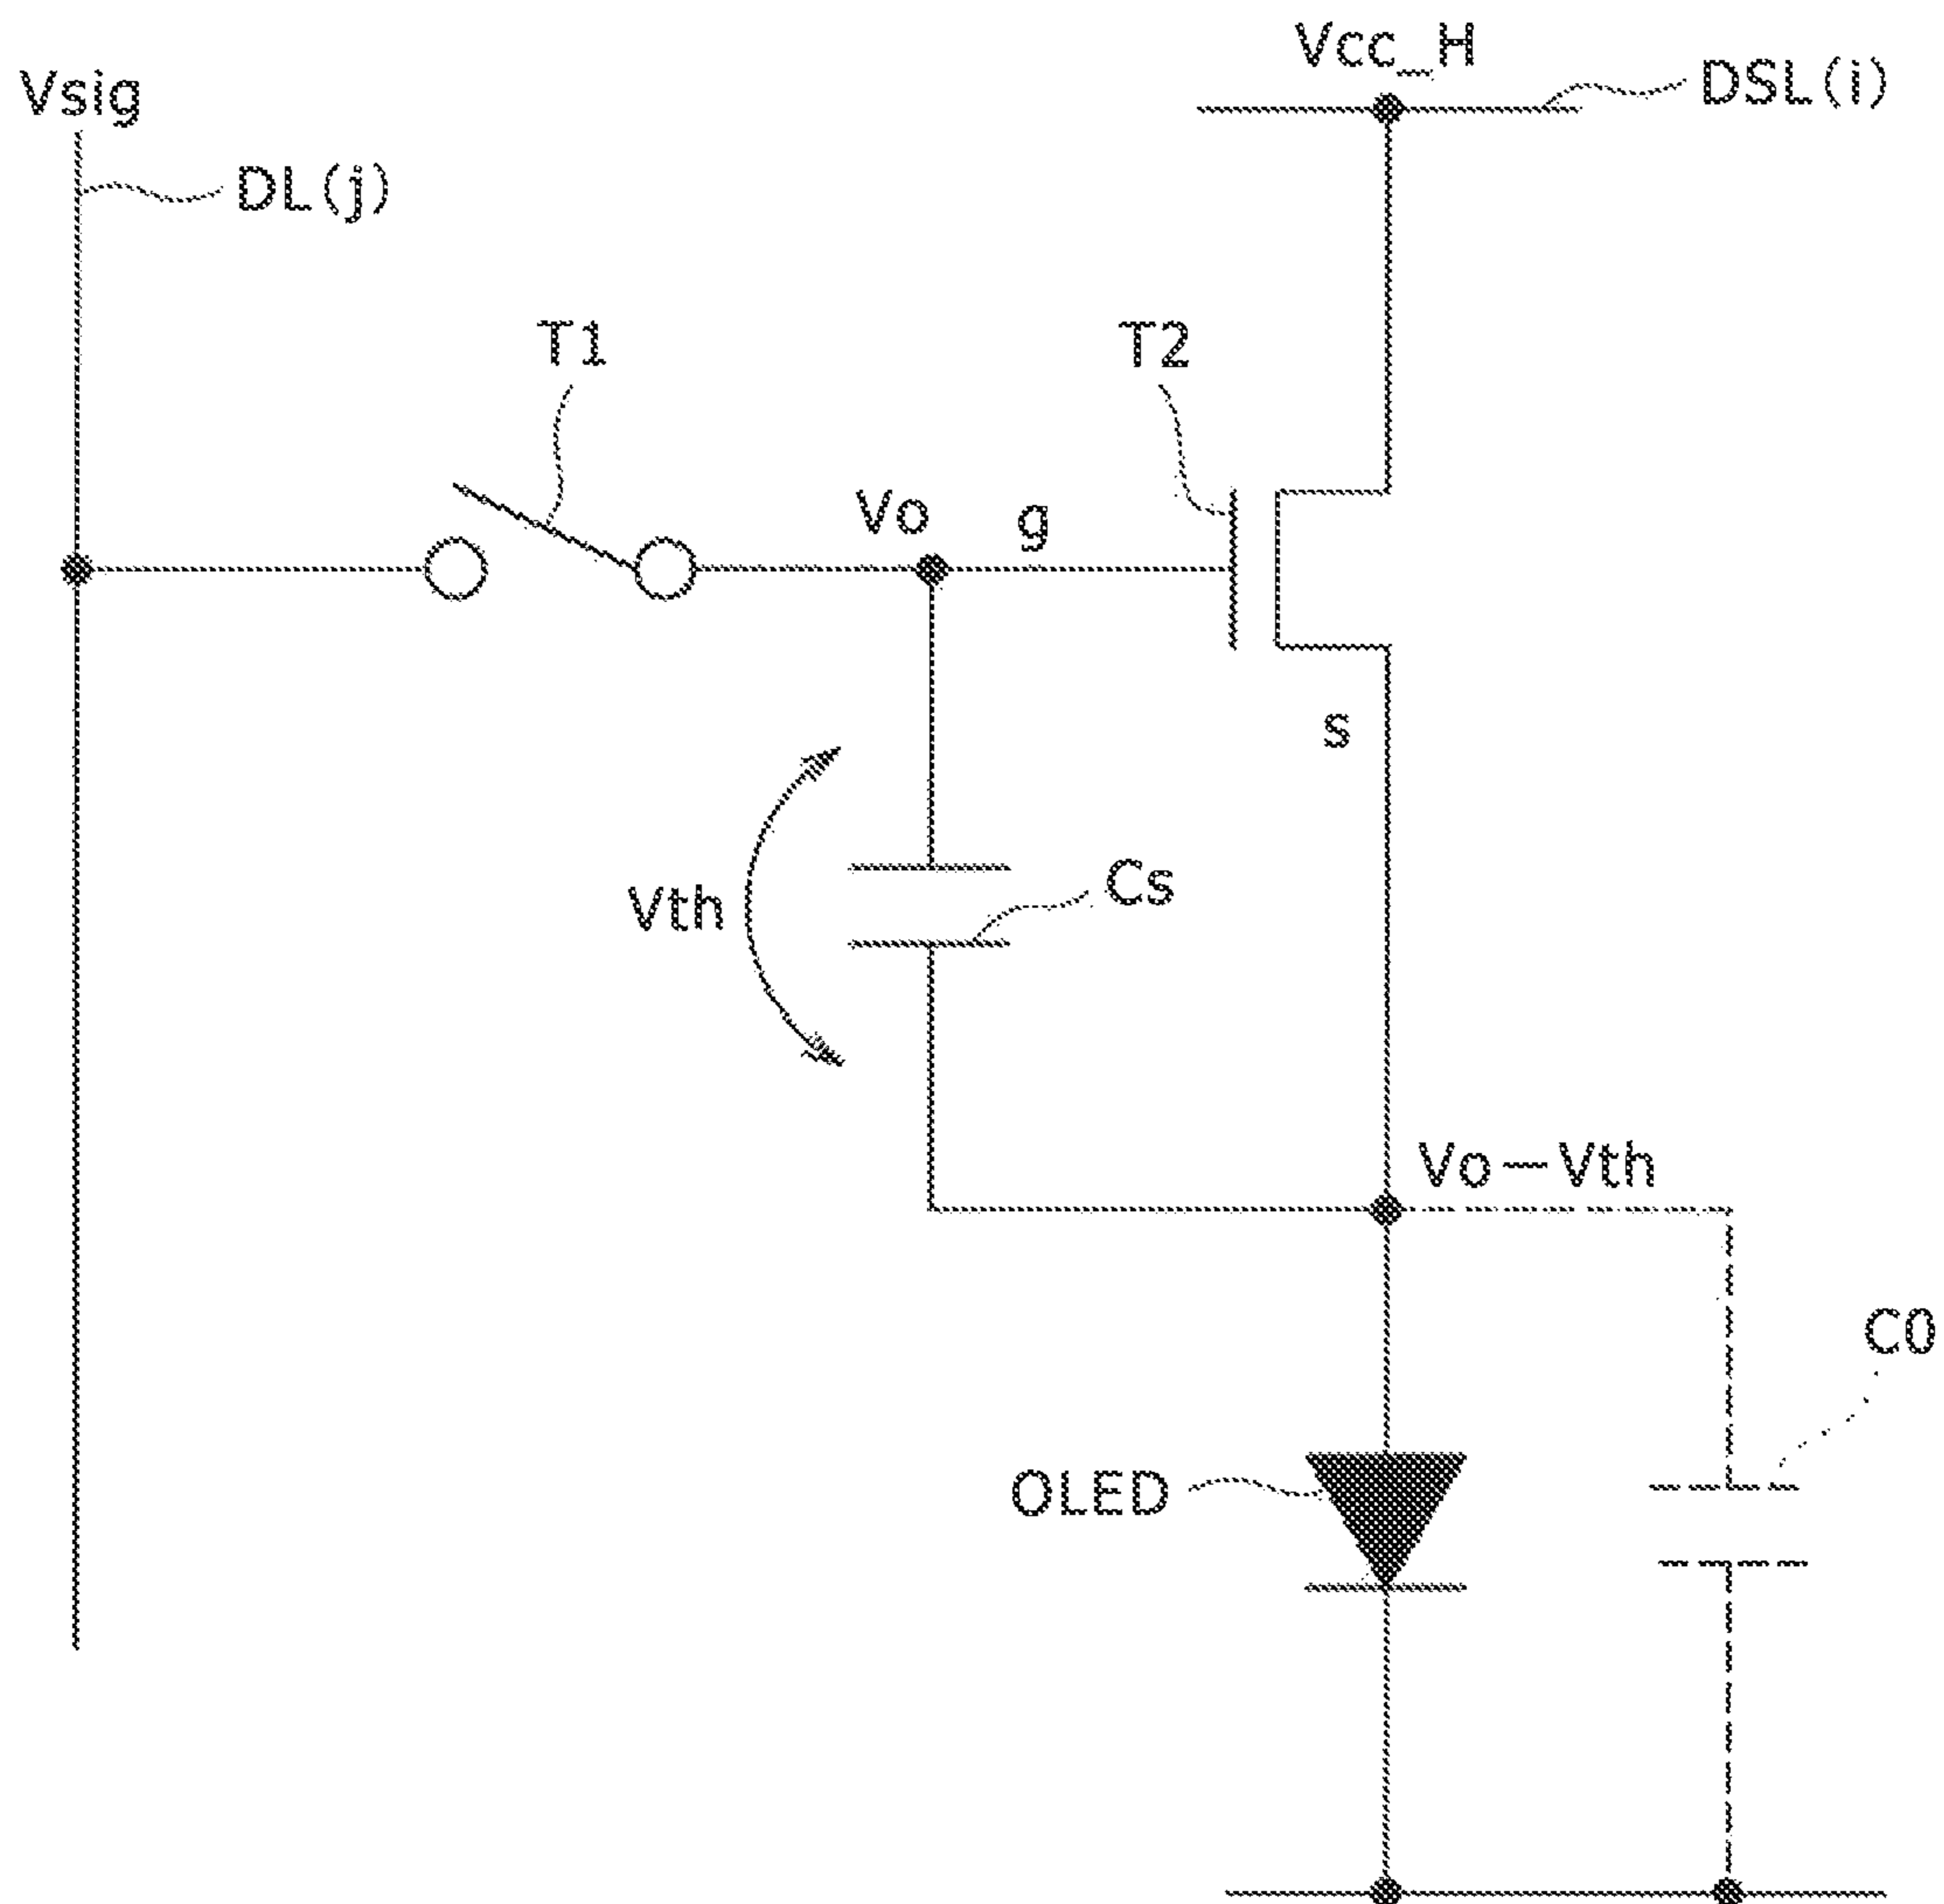 Vcc_H
Vsig
DSL(i)
DL(j)
T1
T2
Vo
g
s
Vth
Cs
Vo—Vth
C0
OLED